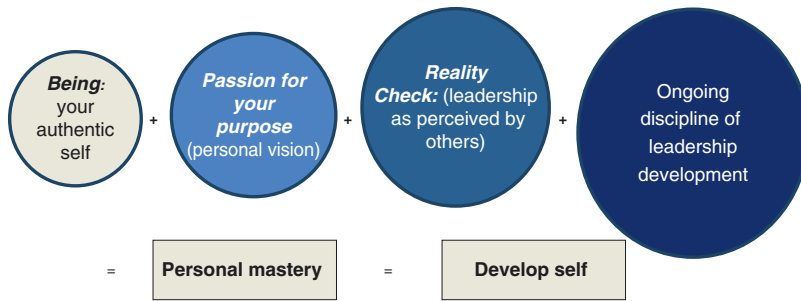 Being:
your
authentic
self
+
Passion for
your
purpose
(personal vision)
+
Reality
Check: (leadership
as perceived by
others)
+
Ongoing
discipline of
leadership
development
= Personal mastery = Develop self